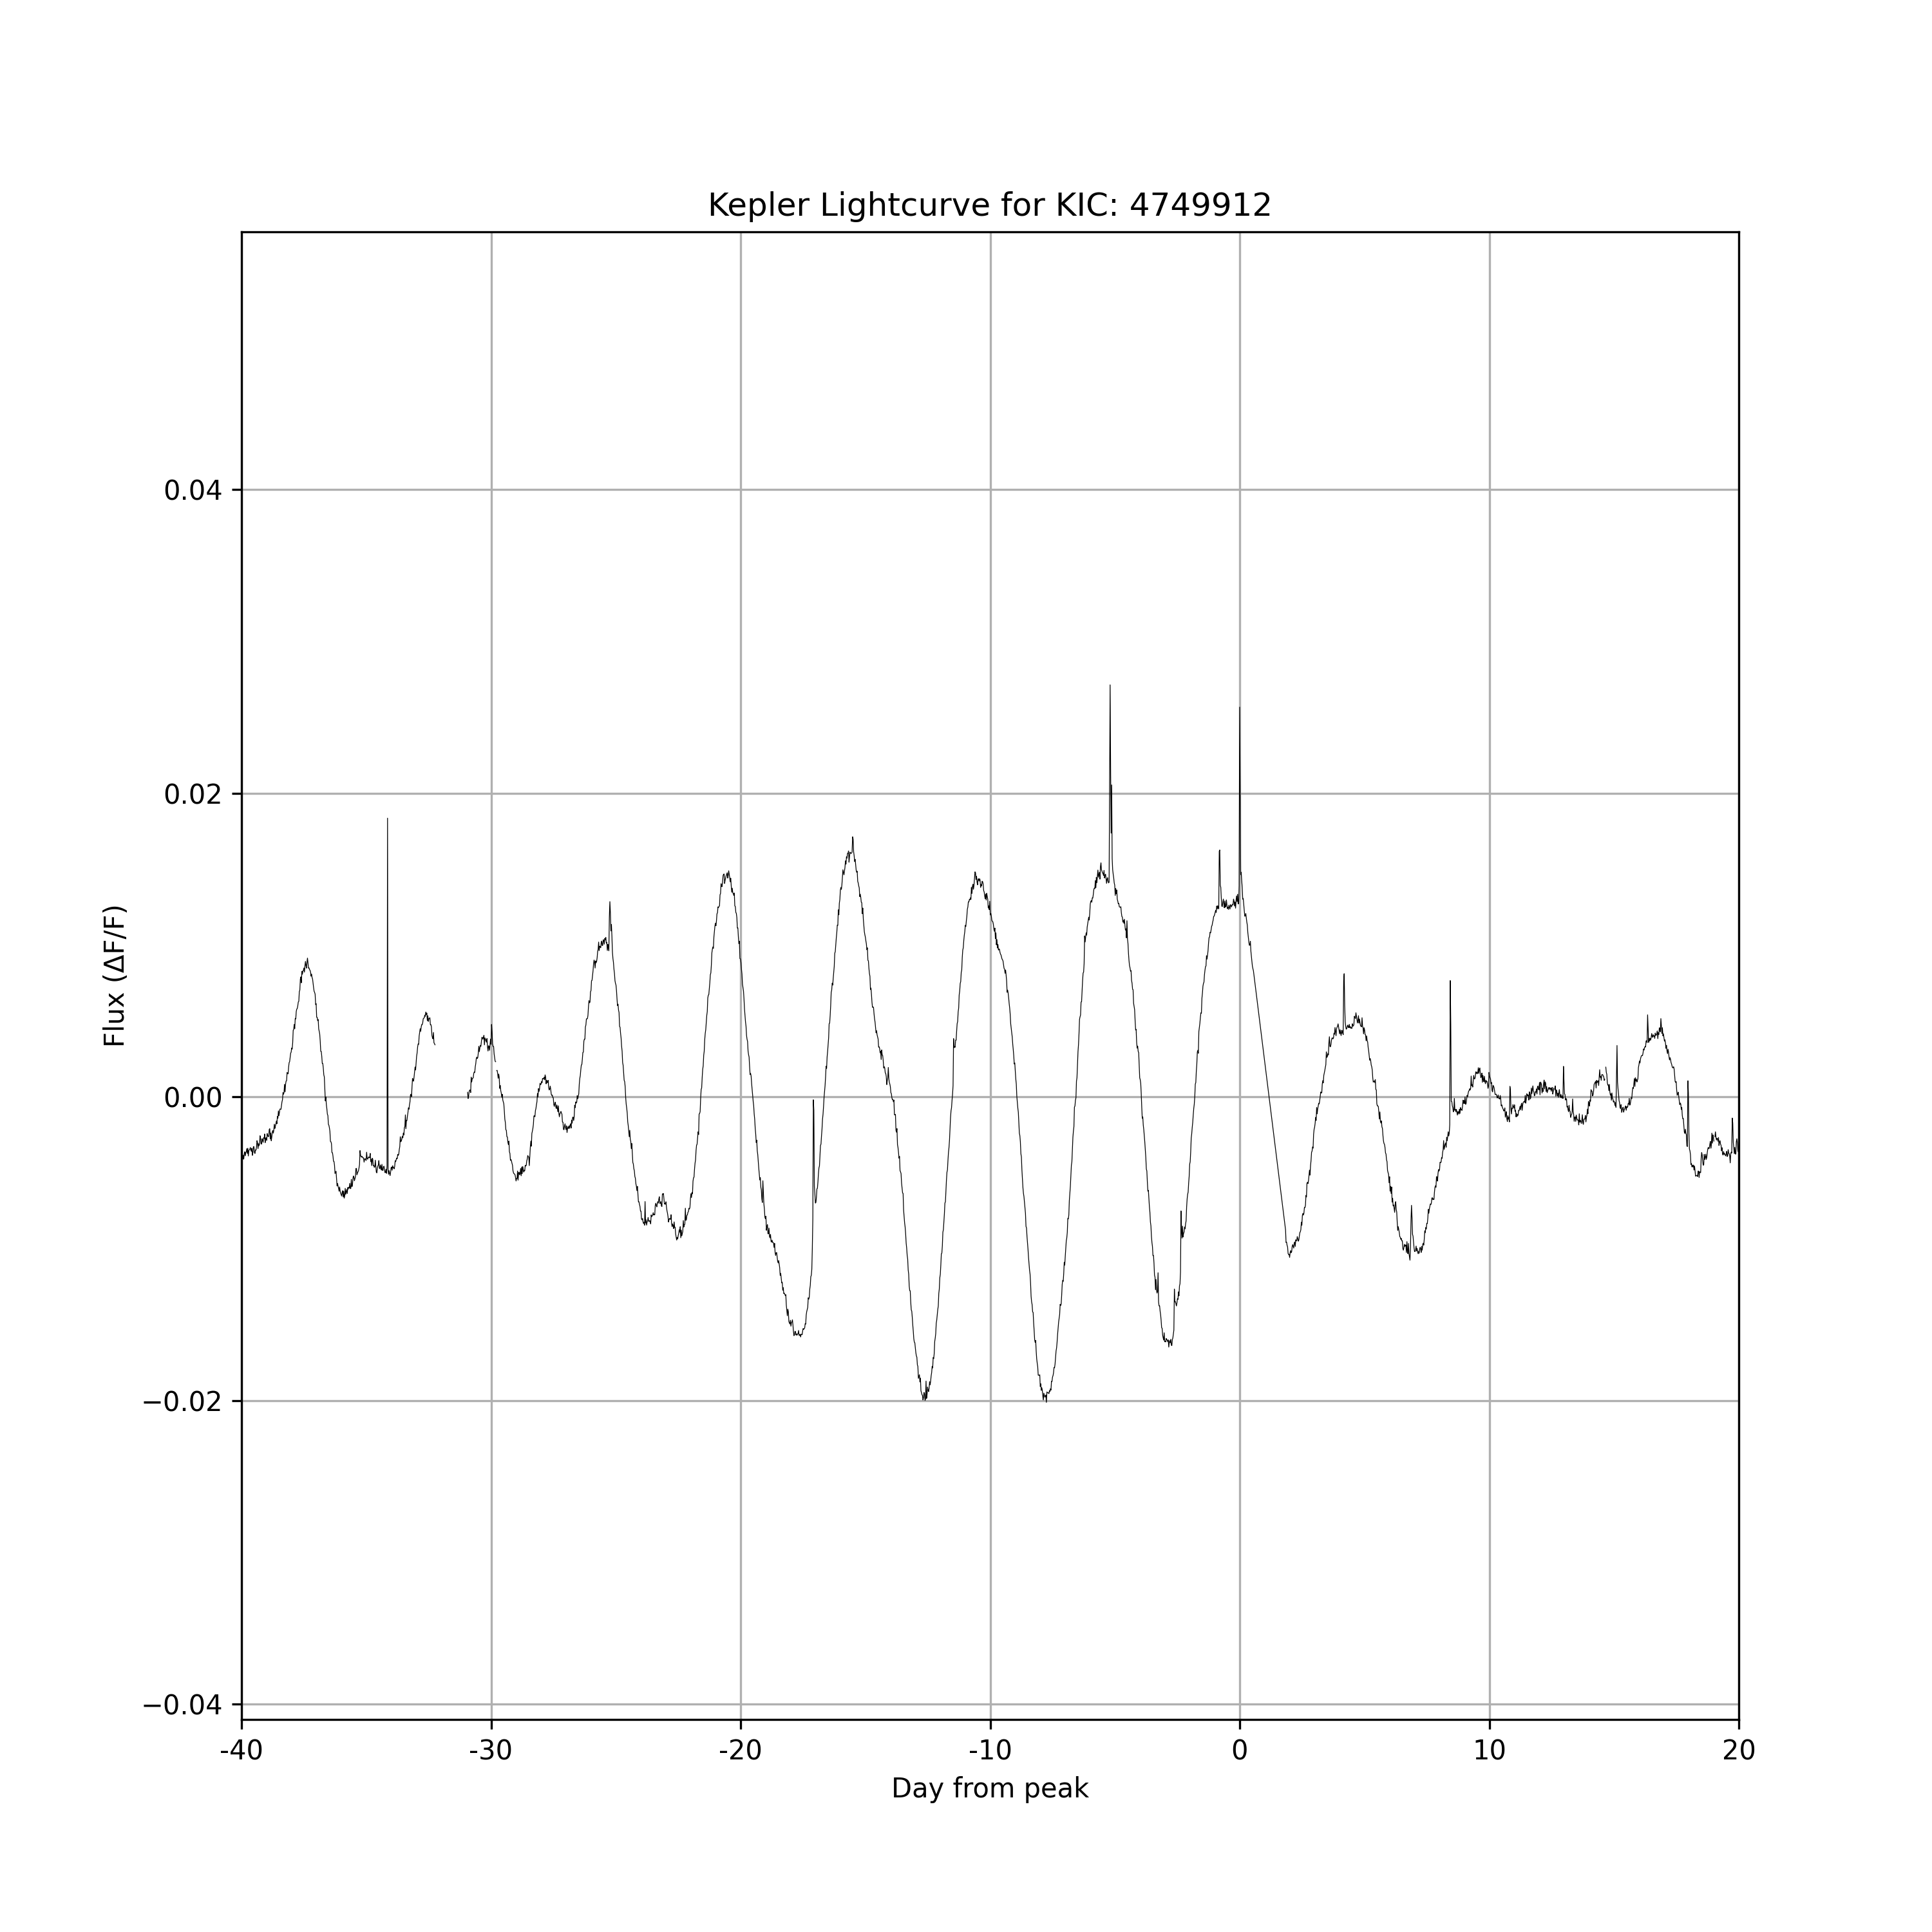 Kepler Lightcurve for KIC: 4749912
Flux (ΔF/F)
0.04
0.02
0.00
−0.02
−0.04
-40 -30 -20 -10 0 10 20
Day from peak